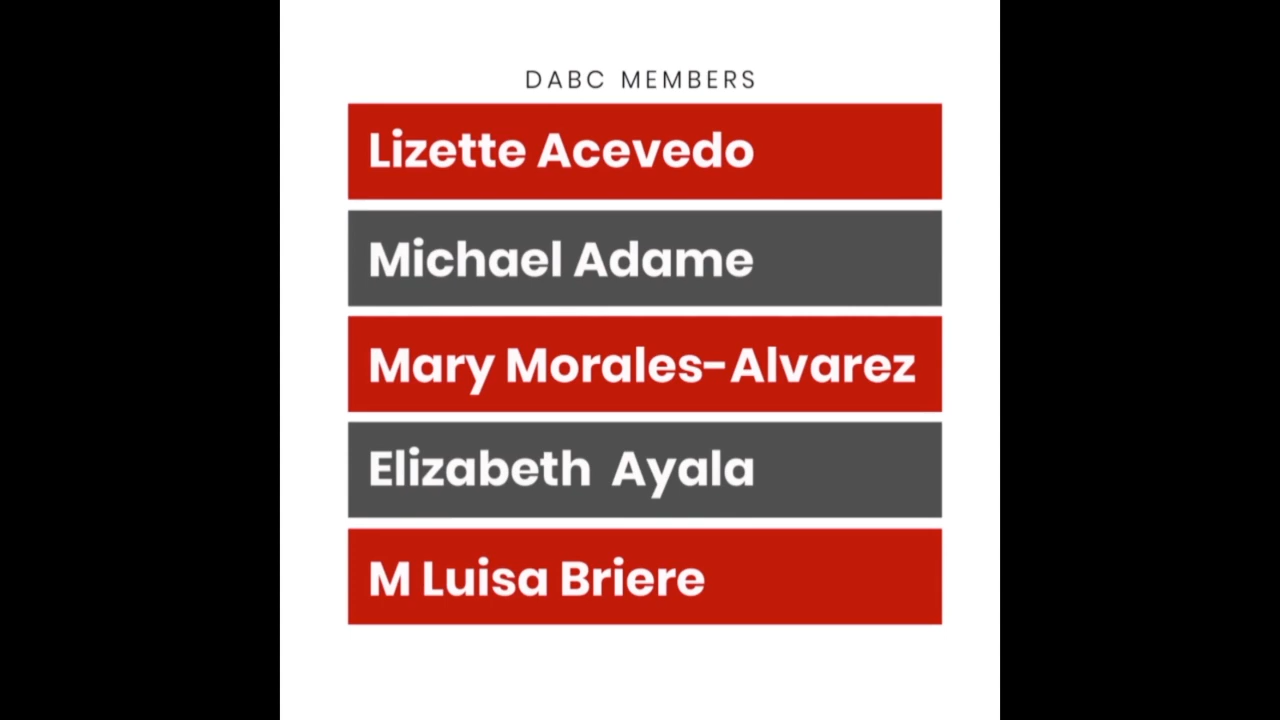 DABC MEMBERS
Lizette Acevedo
Michael Adame
Mary Morales-Alvarez
Elizabeth Ayala
M Luisa Briere